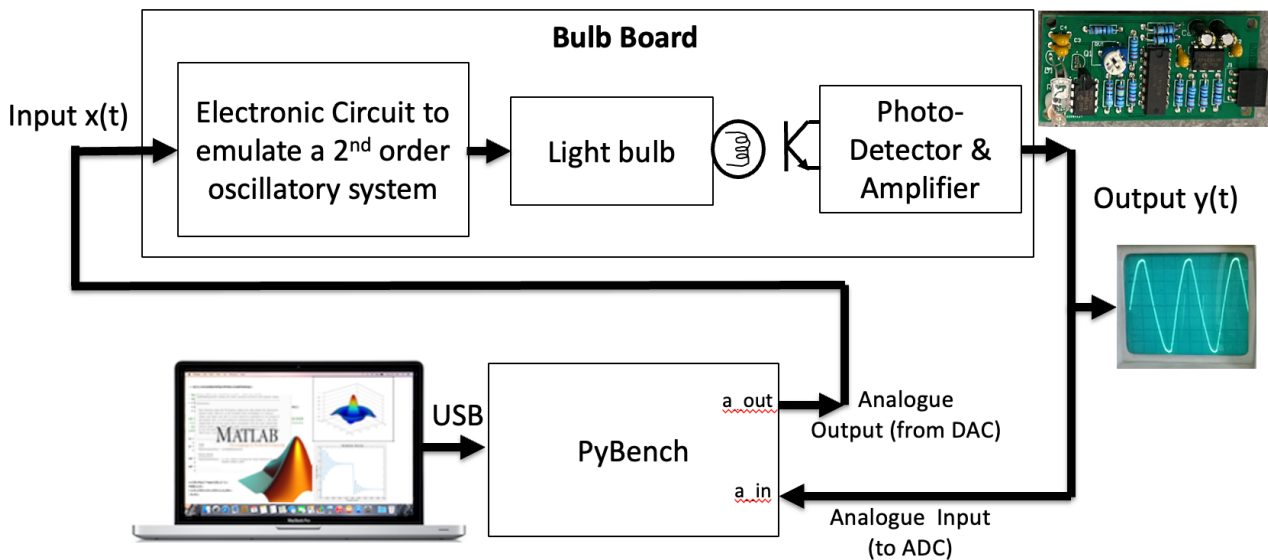 Bulb Board
Input x(t)
Electronic Circuit to
emulate a 2nd order
oscillatory system
Light bulb
Photo-
Detector &
Amplifier
Output y(t)
MATLAB
USB
PyBench
a_out
a_in
Analogue
Output (from DAC)
Analogue Input
(to ADC)